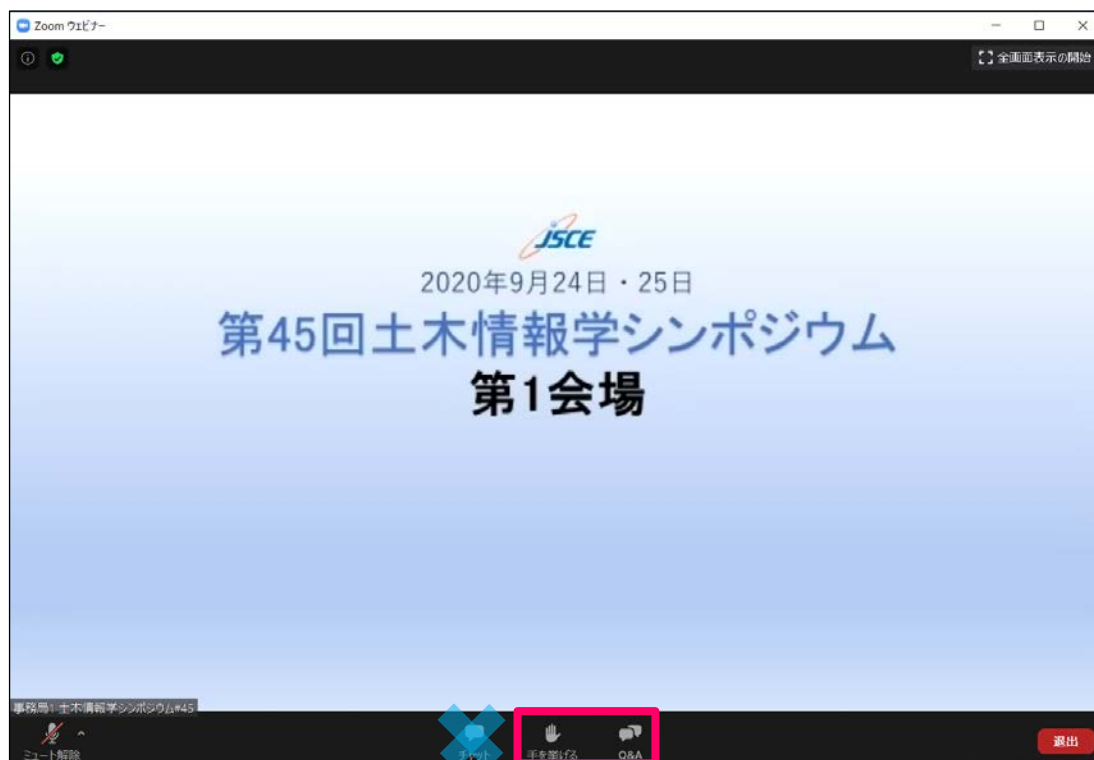 Zoom ウェビナー
全画面表示の開始
JSCE
2020年9月24日・25日
第45回土木情報学シンポジウム
第1会場
事務局1 土木情報学シンポジウム#45
ミュート解除
チャット
手を挙げる
Q&A
退出